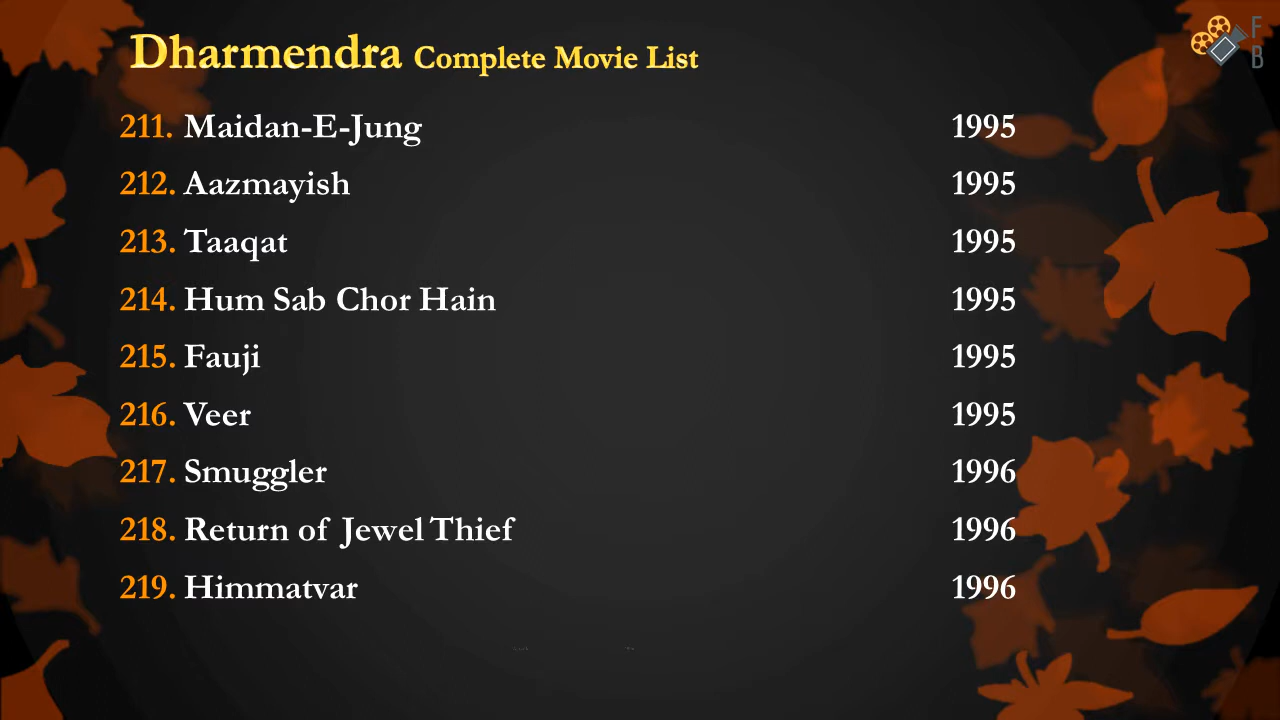 Dharmendra Complete Movie List
F
B
211. Maidan-E-Jung 1995
212. Aazmayish 1995
213. Taaqat 1995
214. Hum Sab Chor Hain 1995
215. Fauji 1995
216. Veer 1995
217. Smuggler 1996
218. Return of Jewel Thief 1996
219. Himmatvar 1996